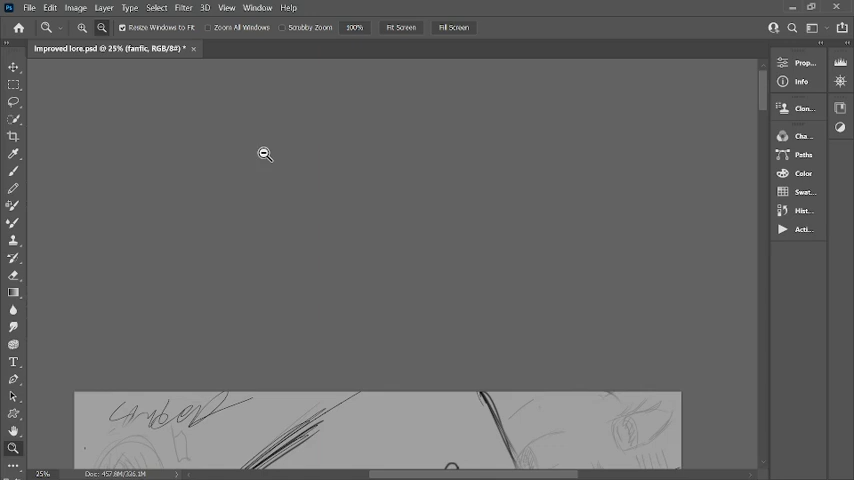 Ps File Edit Image Layer Type Select Filter 3D View Window Help
Resize Windows to Fit Zoom All Windows Scrubby Zoom 100% Fit Screen Fill Screen
Improved lore.psd @ 25% (fanfic, RGB/8#) * ×
Prop...
Info
Clon...
Cha...
Paths
Color
Swat...
Hist...
Acti...
25% Doc: 457.8M/336.1M